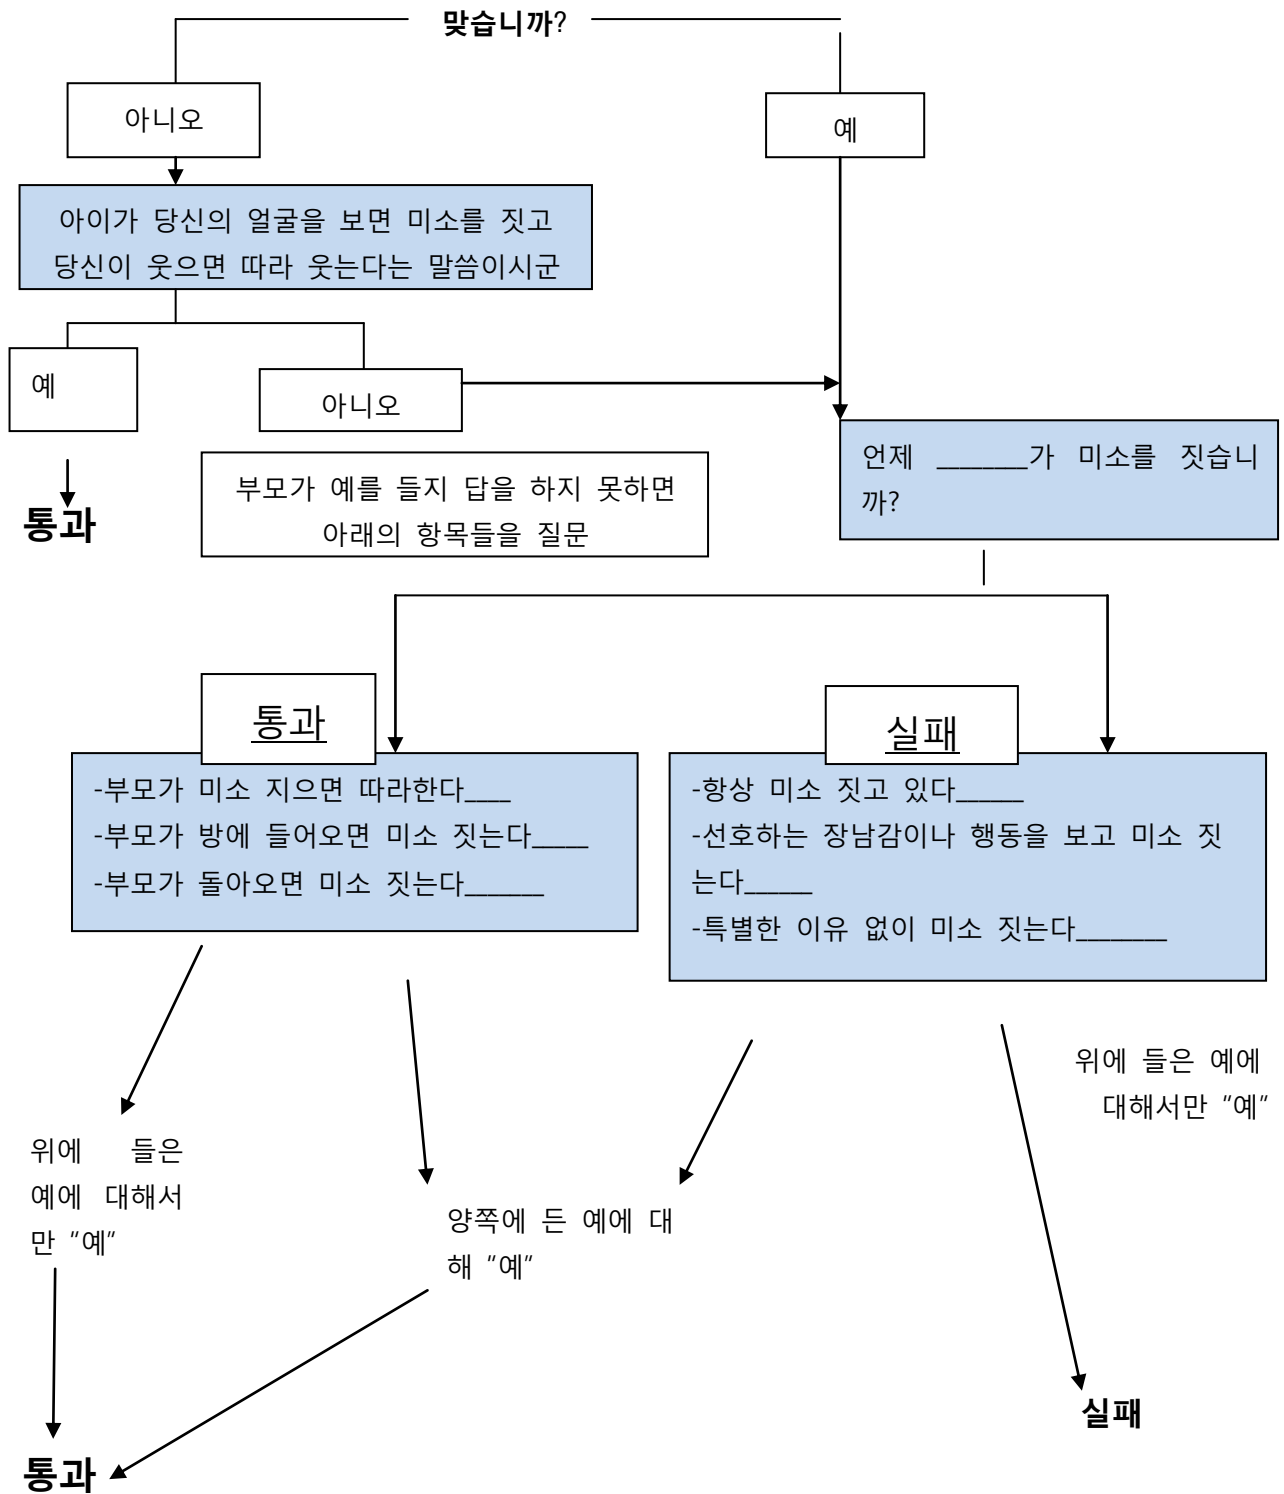 맞습니까?
아니오
예
아이가 당신의 얼굴을 보면 미소를 짓고
당신이 웃으면 따라 웃는다는 말씀이시군
예
아니오
언제 ________가 미소를 짓습니
까?
통과
부모가 예를 들지 답을 하지 못하면
아래의 항목들을 질문
통과
-부모가 미소 지으면 따라한다____
-부모가 방에 들어오면 미소 짓는다_____
-부모가 돌아오면 미소 짓는다_______
실패
-항상 미소 짓고 있다______
-선호하는 장남감이나 행동을 보고 미소 짓
는다______
-특별한 이유 없이 미소 짓는다________
위에 들은 예에
대해서만 "예"
위에 들은
예에 대해서
만 "예"
양쪽에 든 예에 대
해 "예"
실패
통과